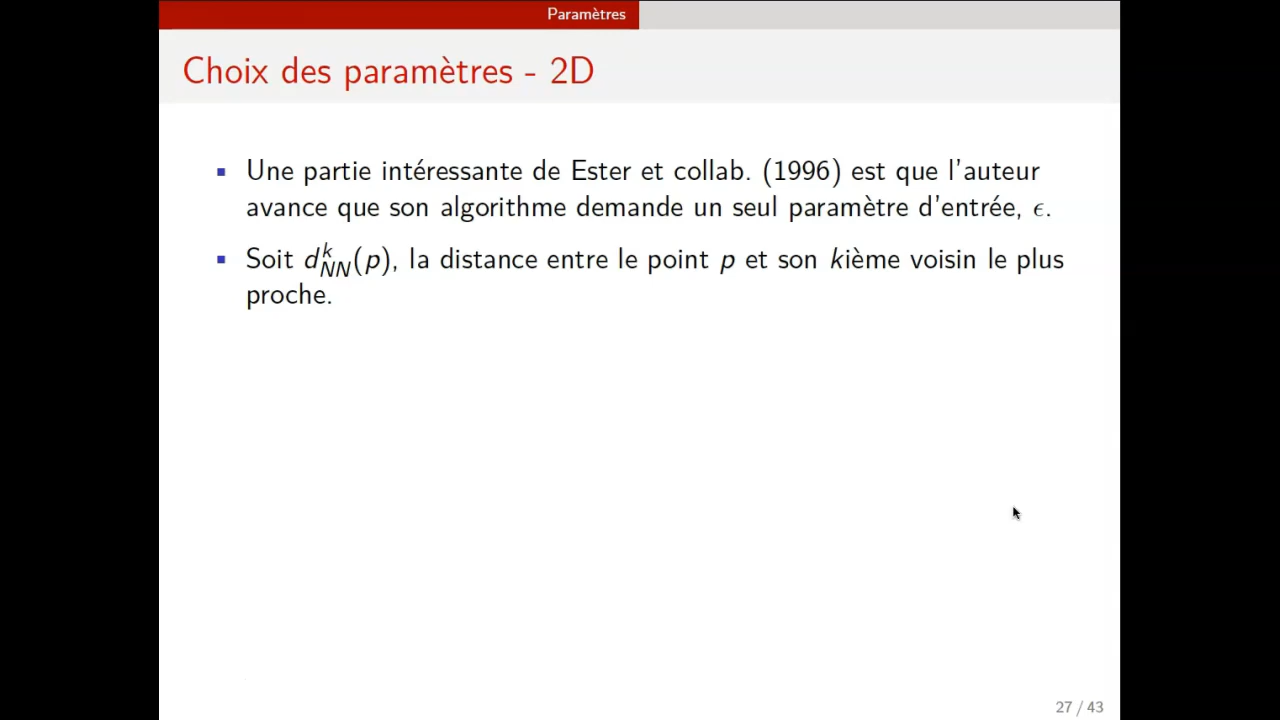 Paramètres
Choix des paramètres - 2D
▪ Une partie intéressante de Ester et collab. (1996) est que l'auteur
avance que son algorithme demande un seul paramètre d'entrée, ϵ.
▪ Soit d^k_NN(p), la distance entre le point p et son kième voisin le plus
proche.
27 / 43